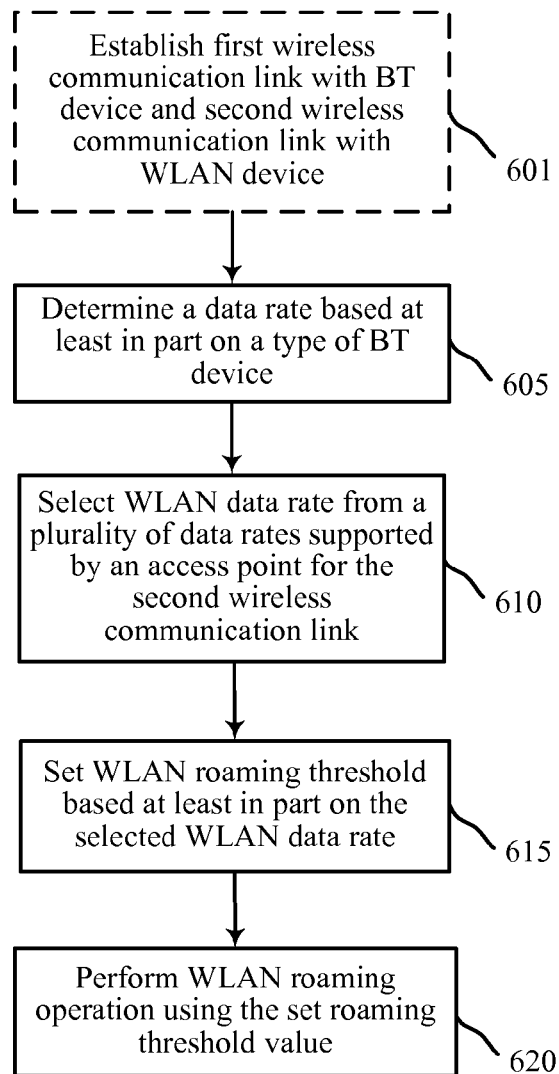 Establish first wireless
communication link with BT
device and second wireless
communication link with
WLAN device
601
Determine a data rate based at
least in part on a type of BT
device
605
Select WLAN data rate from a
plurality of data rates supported
by an access point for the
second wireless
communication link
610
Set WLAN roaming threshold
based at least in part on the
selected WLAN data rate
615
Perform WLAN roaming
operation using the set roaming
threshold value
620